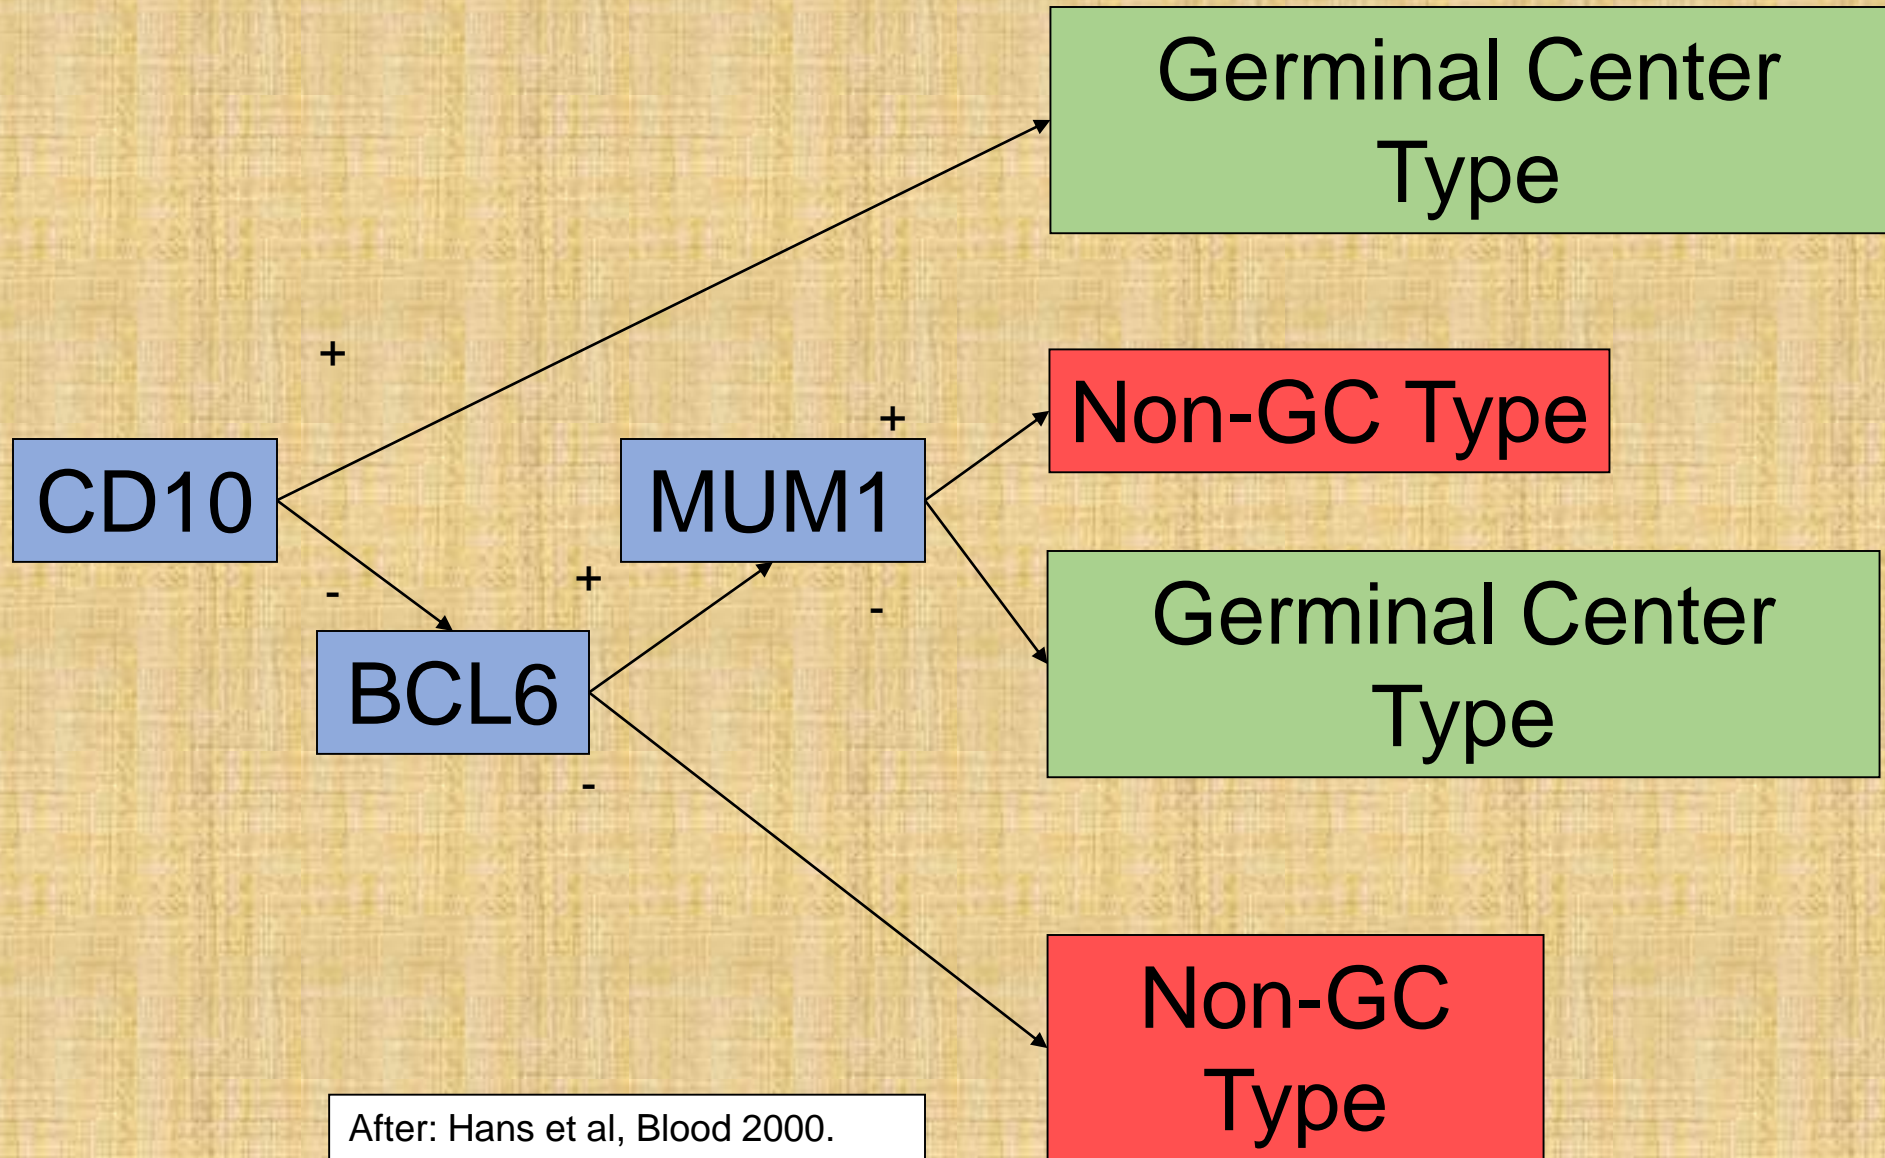 Germinal Center
Type
+
+
Non-GC Type
CD10
MUM1
-
+
-
Germinal Center
Type
BCL6
-
Non-GC
Type
After: Hans et al, Blood 2000.